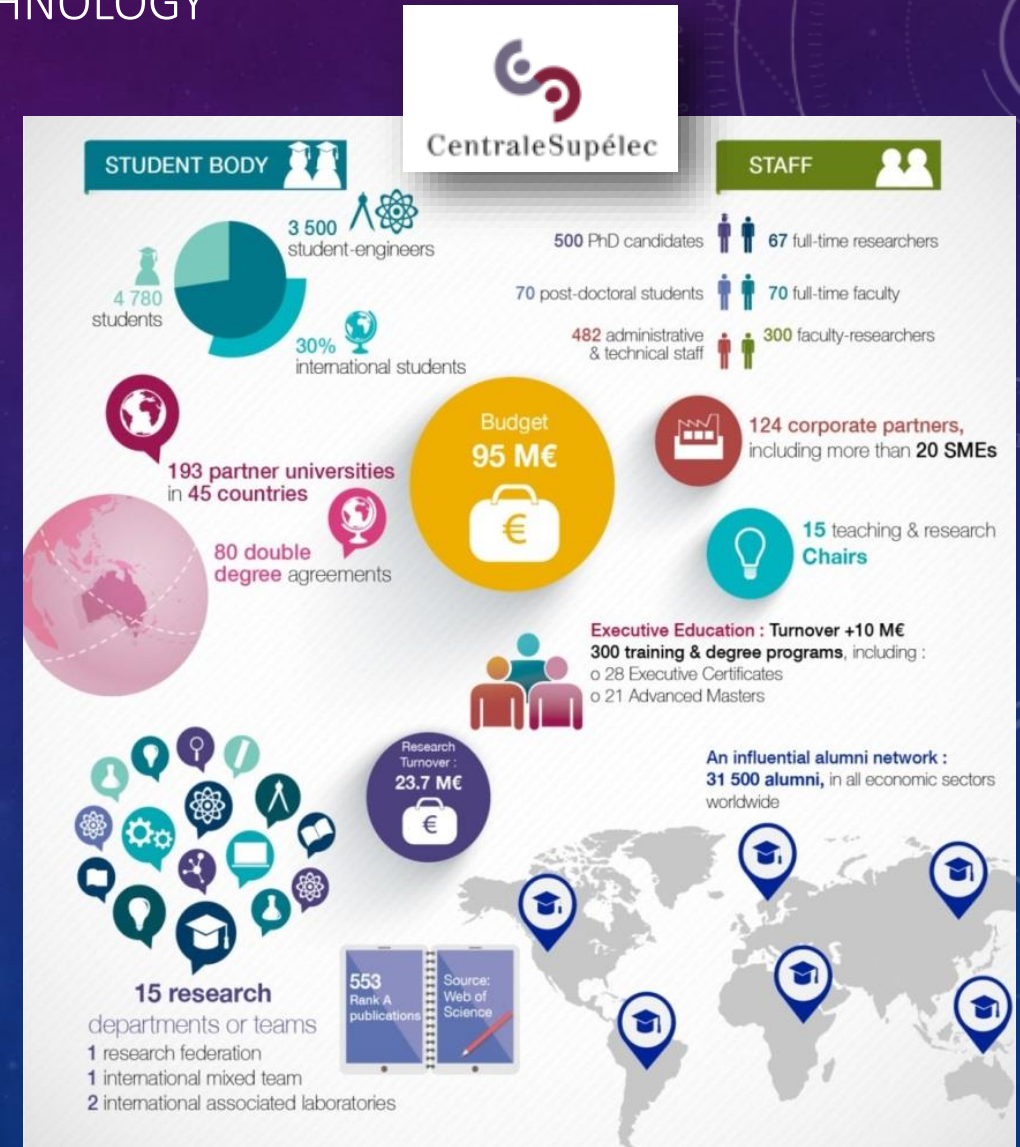 CentraleSupélec
STUDENT BODY
3 500
student-engineers
4 780
students
30%
international students
STAFF
500 PhD candidates
67 full-time researchers
70 post-doctoral students
70 full-time faculty
482 administrative
& technical staff
300 faculty-researchers
193 partner universities
in 45 countries
80 double
degree agreements
Budget
95 M€
€
124 corporate partners,
including more than 20 SMEs
15 teaching & research
Chairs
Executive Education : Turnover +10 M€
300 training & degree programs, including :
o 28 Executive Certificates
o 21 Advanced Masters
Research
Turnover :
23.7 M€
€
An influential alumni network :
31 500 alumni, in all economic sectors
worldwide
15 research
departments or teams
1 research federation
1 international mixed team
2 international associated laboratories
553
Rank A
publications
Source:
Web of
Science